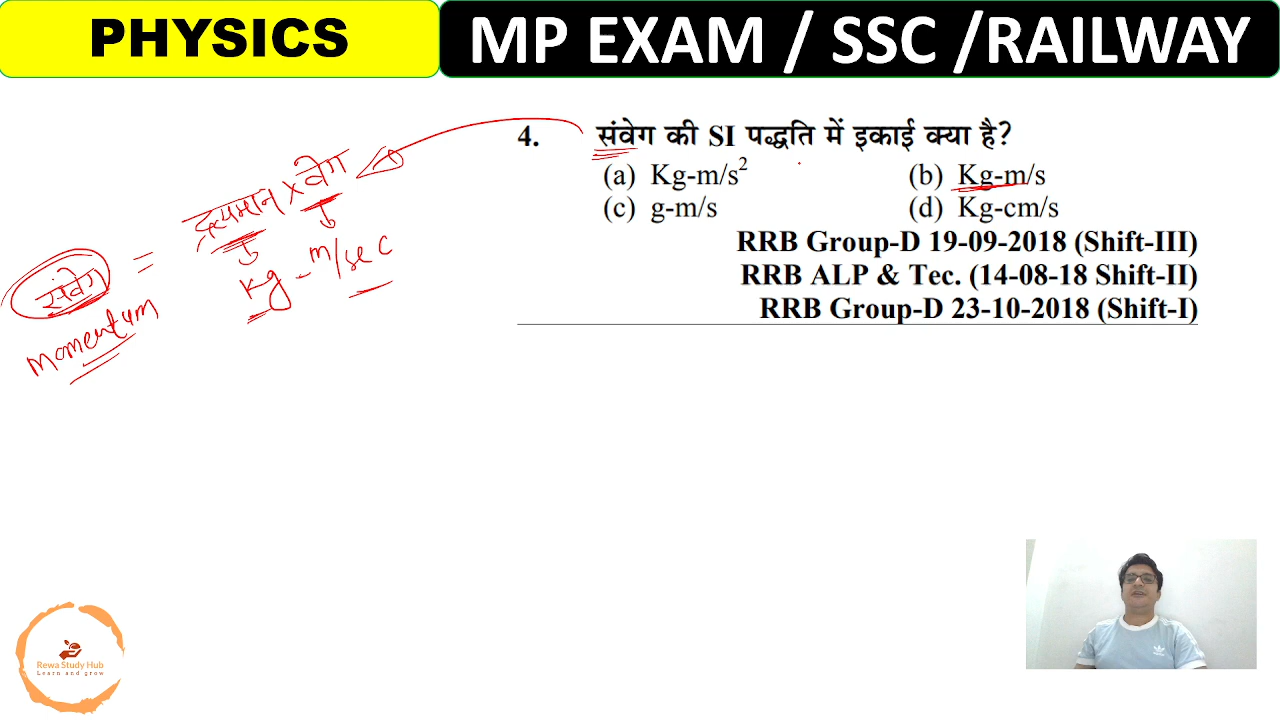 PHYSICS
MP EXAM / SSC /RAILWAY
4. संवेग की SI पद्धति में इकाई क्या है?
(a) Kg-m/s² (b) Kg-m/s
(c) g-m/s (d) Kg-cm/s
RRB Group-D 19-09-2018 (Shift-III)
RRB ALP & Tec. (14-08-18 Shift-II)
RRB Group-D 23-10-2018 (Shift-I)
संवेग = द्रव्यमान × वेग
Kg - m/sec
momentum
Rewa Study Hub
Learn and grow